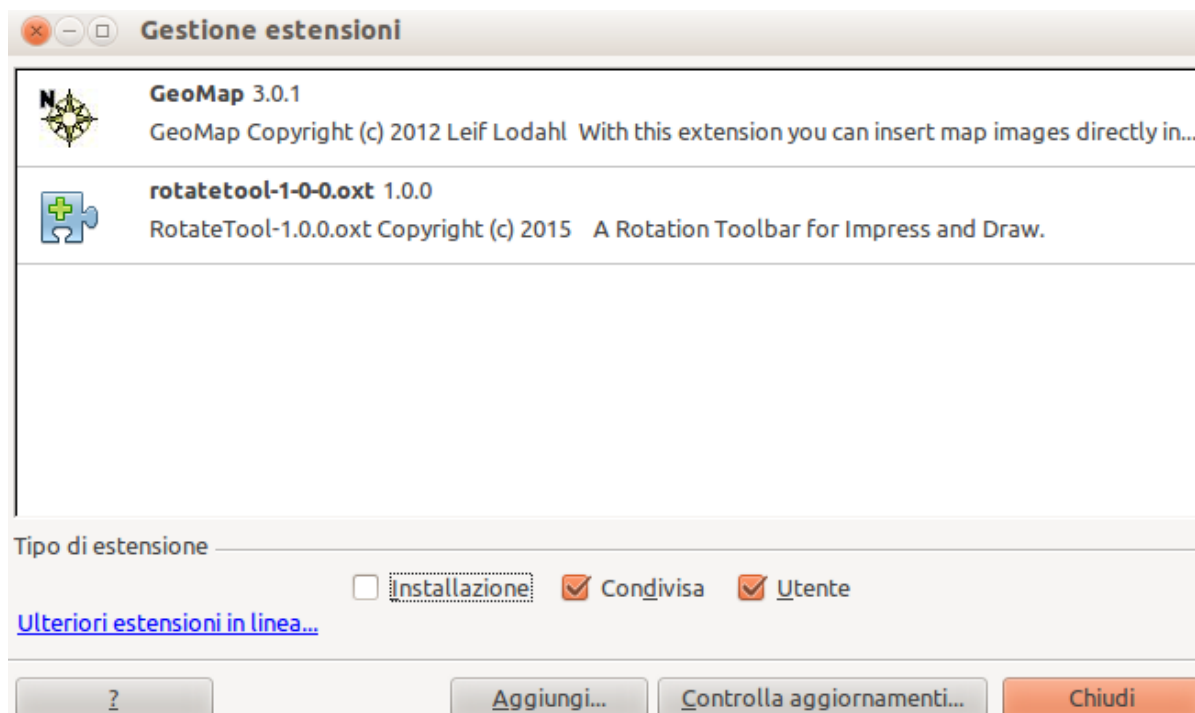 Gestione estensioni
N
GeoMap 3.0.1
GeoMap Copyright (c) 2012 Leif Lodahl With this extension you can insert map images directly in...
rotatetool-1-0-0.oxt 1.0.0
RotateTool-1.0.0.oxt Copyright (c) 2015 A Rotation Toolbar for Impress and Draw.
Tipo di estensione
Installazione Condivisa Utente
Ulteriori estensioni in linea...
? Aggiungi... Controlla aggiornamenti... Chiudi